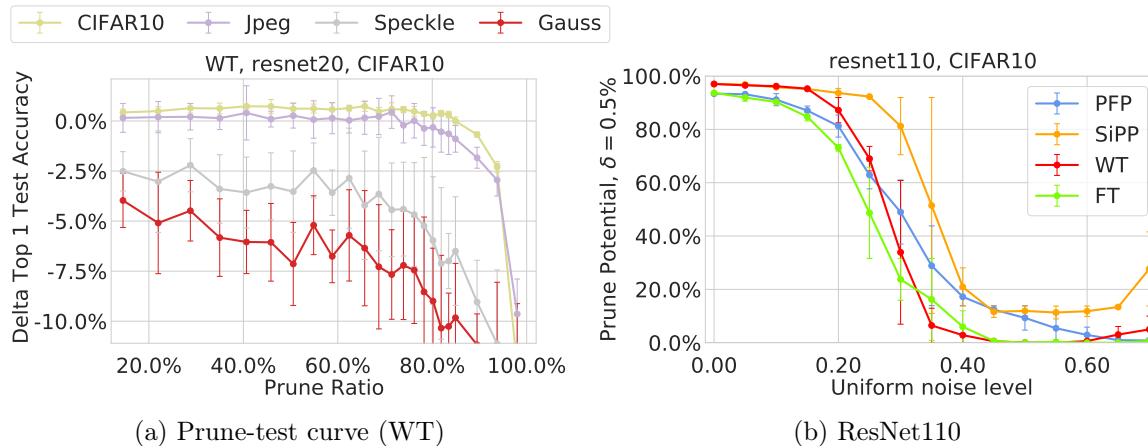 CIFAR10 Jpeg Speckle Gauss
WT, resnet20, CIFAR10
Delta Top 1 Test Accuracy
0.0%
-2.5%
-5.0%
-7.5%
-10.0%
20.0% 40.0% 60.0% 80.0% 100.0%
Prune Ratio
(a) Prune-test curve (WT)
resnet110, CIFAR10
Prune Potential, δ = 0.5%
100.0%
80.0%
60.0%
40.0%
20.0%
0.0%
PFP
SiPP
WT
FT
0.00 0.20 0.40 0.60
Uniform noise level
(b) ResNet110